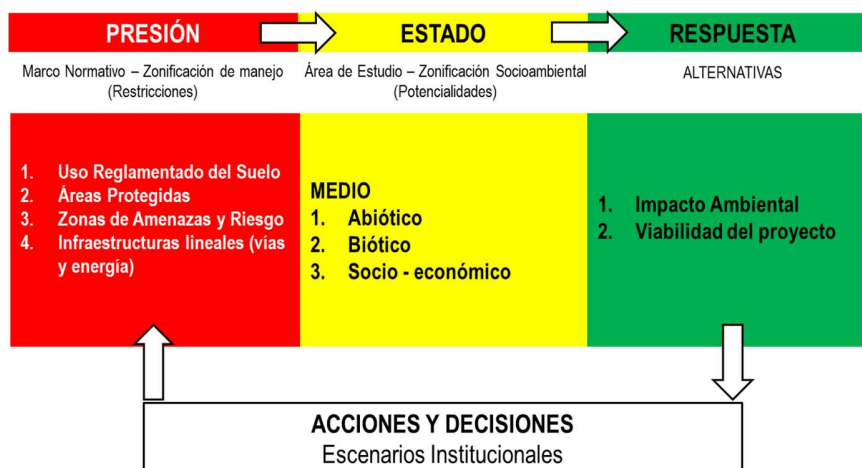 PRESIÓN
ESTADO
RESPUESTA
Marco Normativo – Zonificación de manejo
(Restricciones)
Área de Estudio – Zonificación Socioambiental
(Potencialidades)
ALTERNATIVAS
1. Uso Reglamentado del Suelo
2. Áreas Protegidas
3. Zonas de Amenazas y Riesgo
4. Infraestructuras lineales (vías
y energía)
MEDIO
1. Abiótico
2. Biótico
3. Socio - económico
1. Impacto Ambiental
2. Viabilidad del proyecto
ACCIONES Y DECISIONES
Escenarios Institucionales